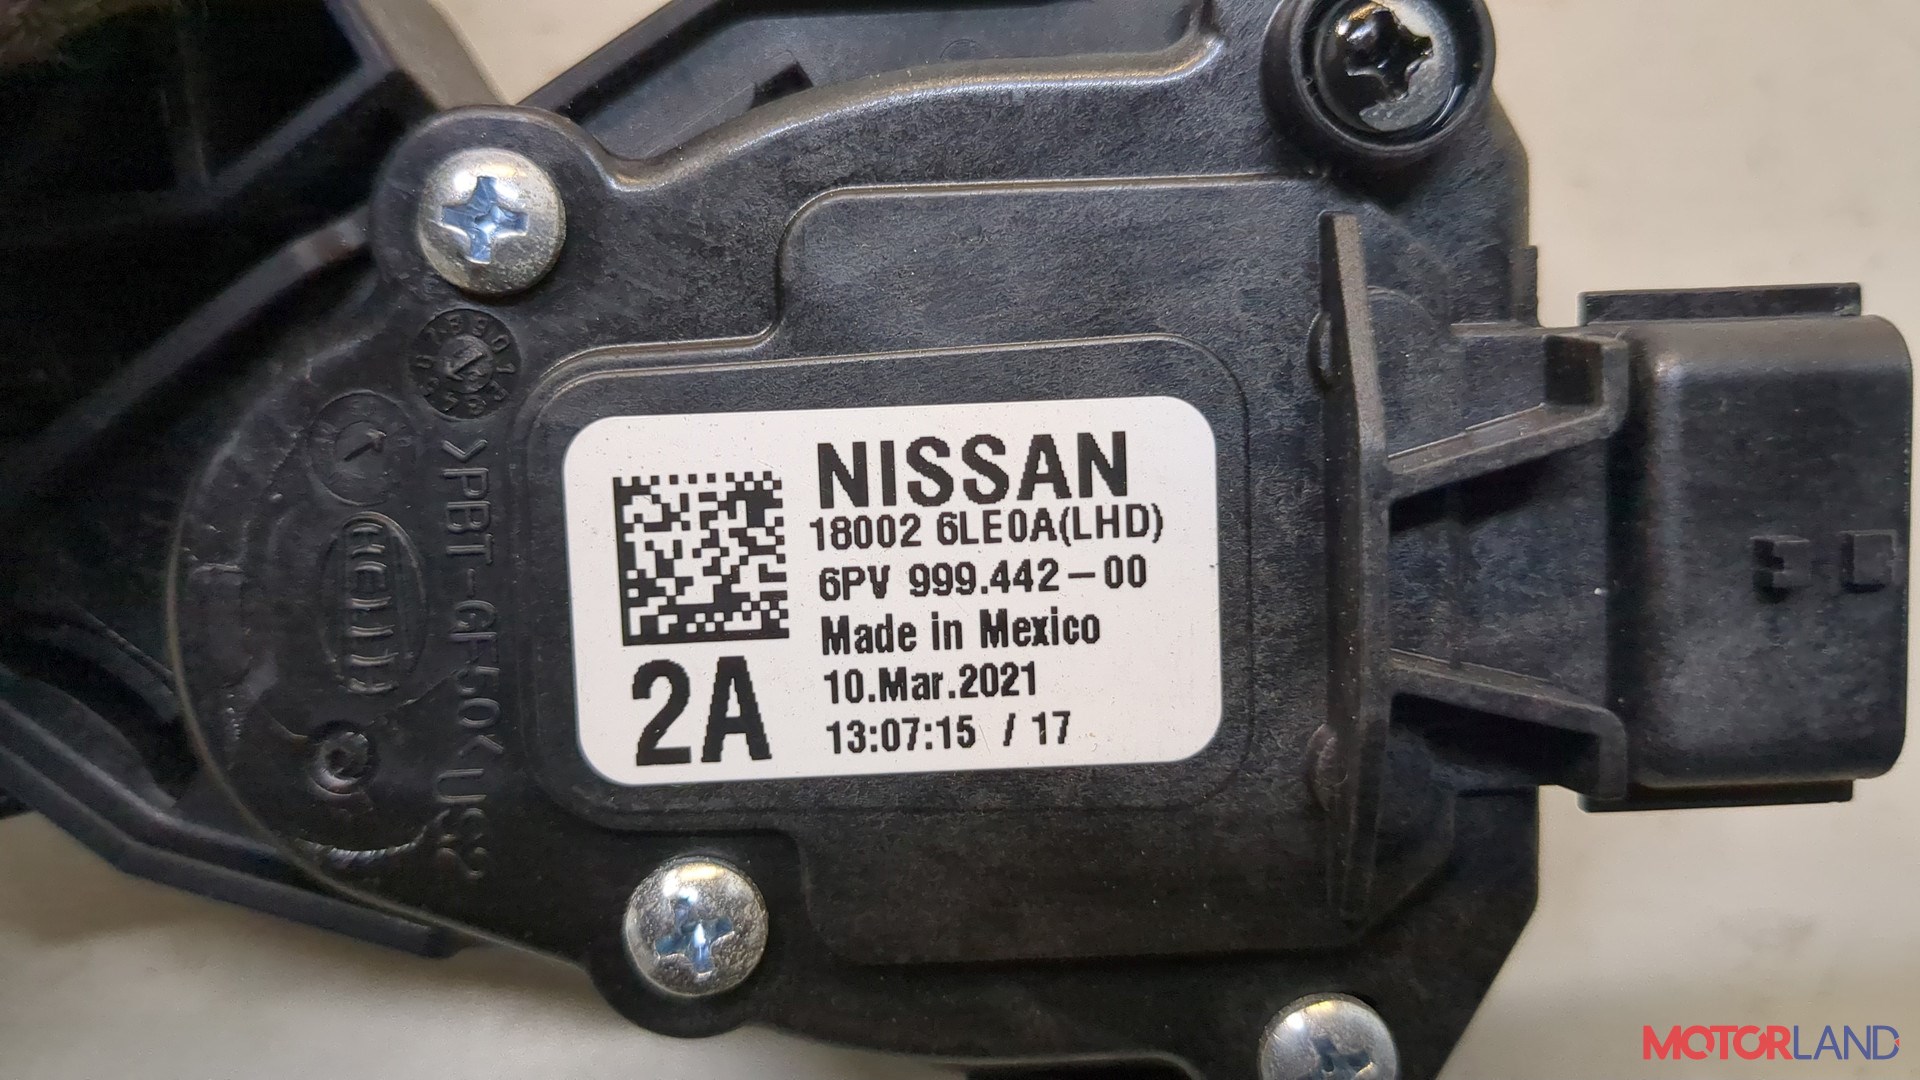 NISSAN
18002 6LE0A(LHD)
6PV 999.442-00
Made in Mexico
10.Mar.2021
13:07:15 / 17
2A
>PBT-GF50<
HELLA
MOTORLAND